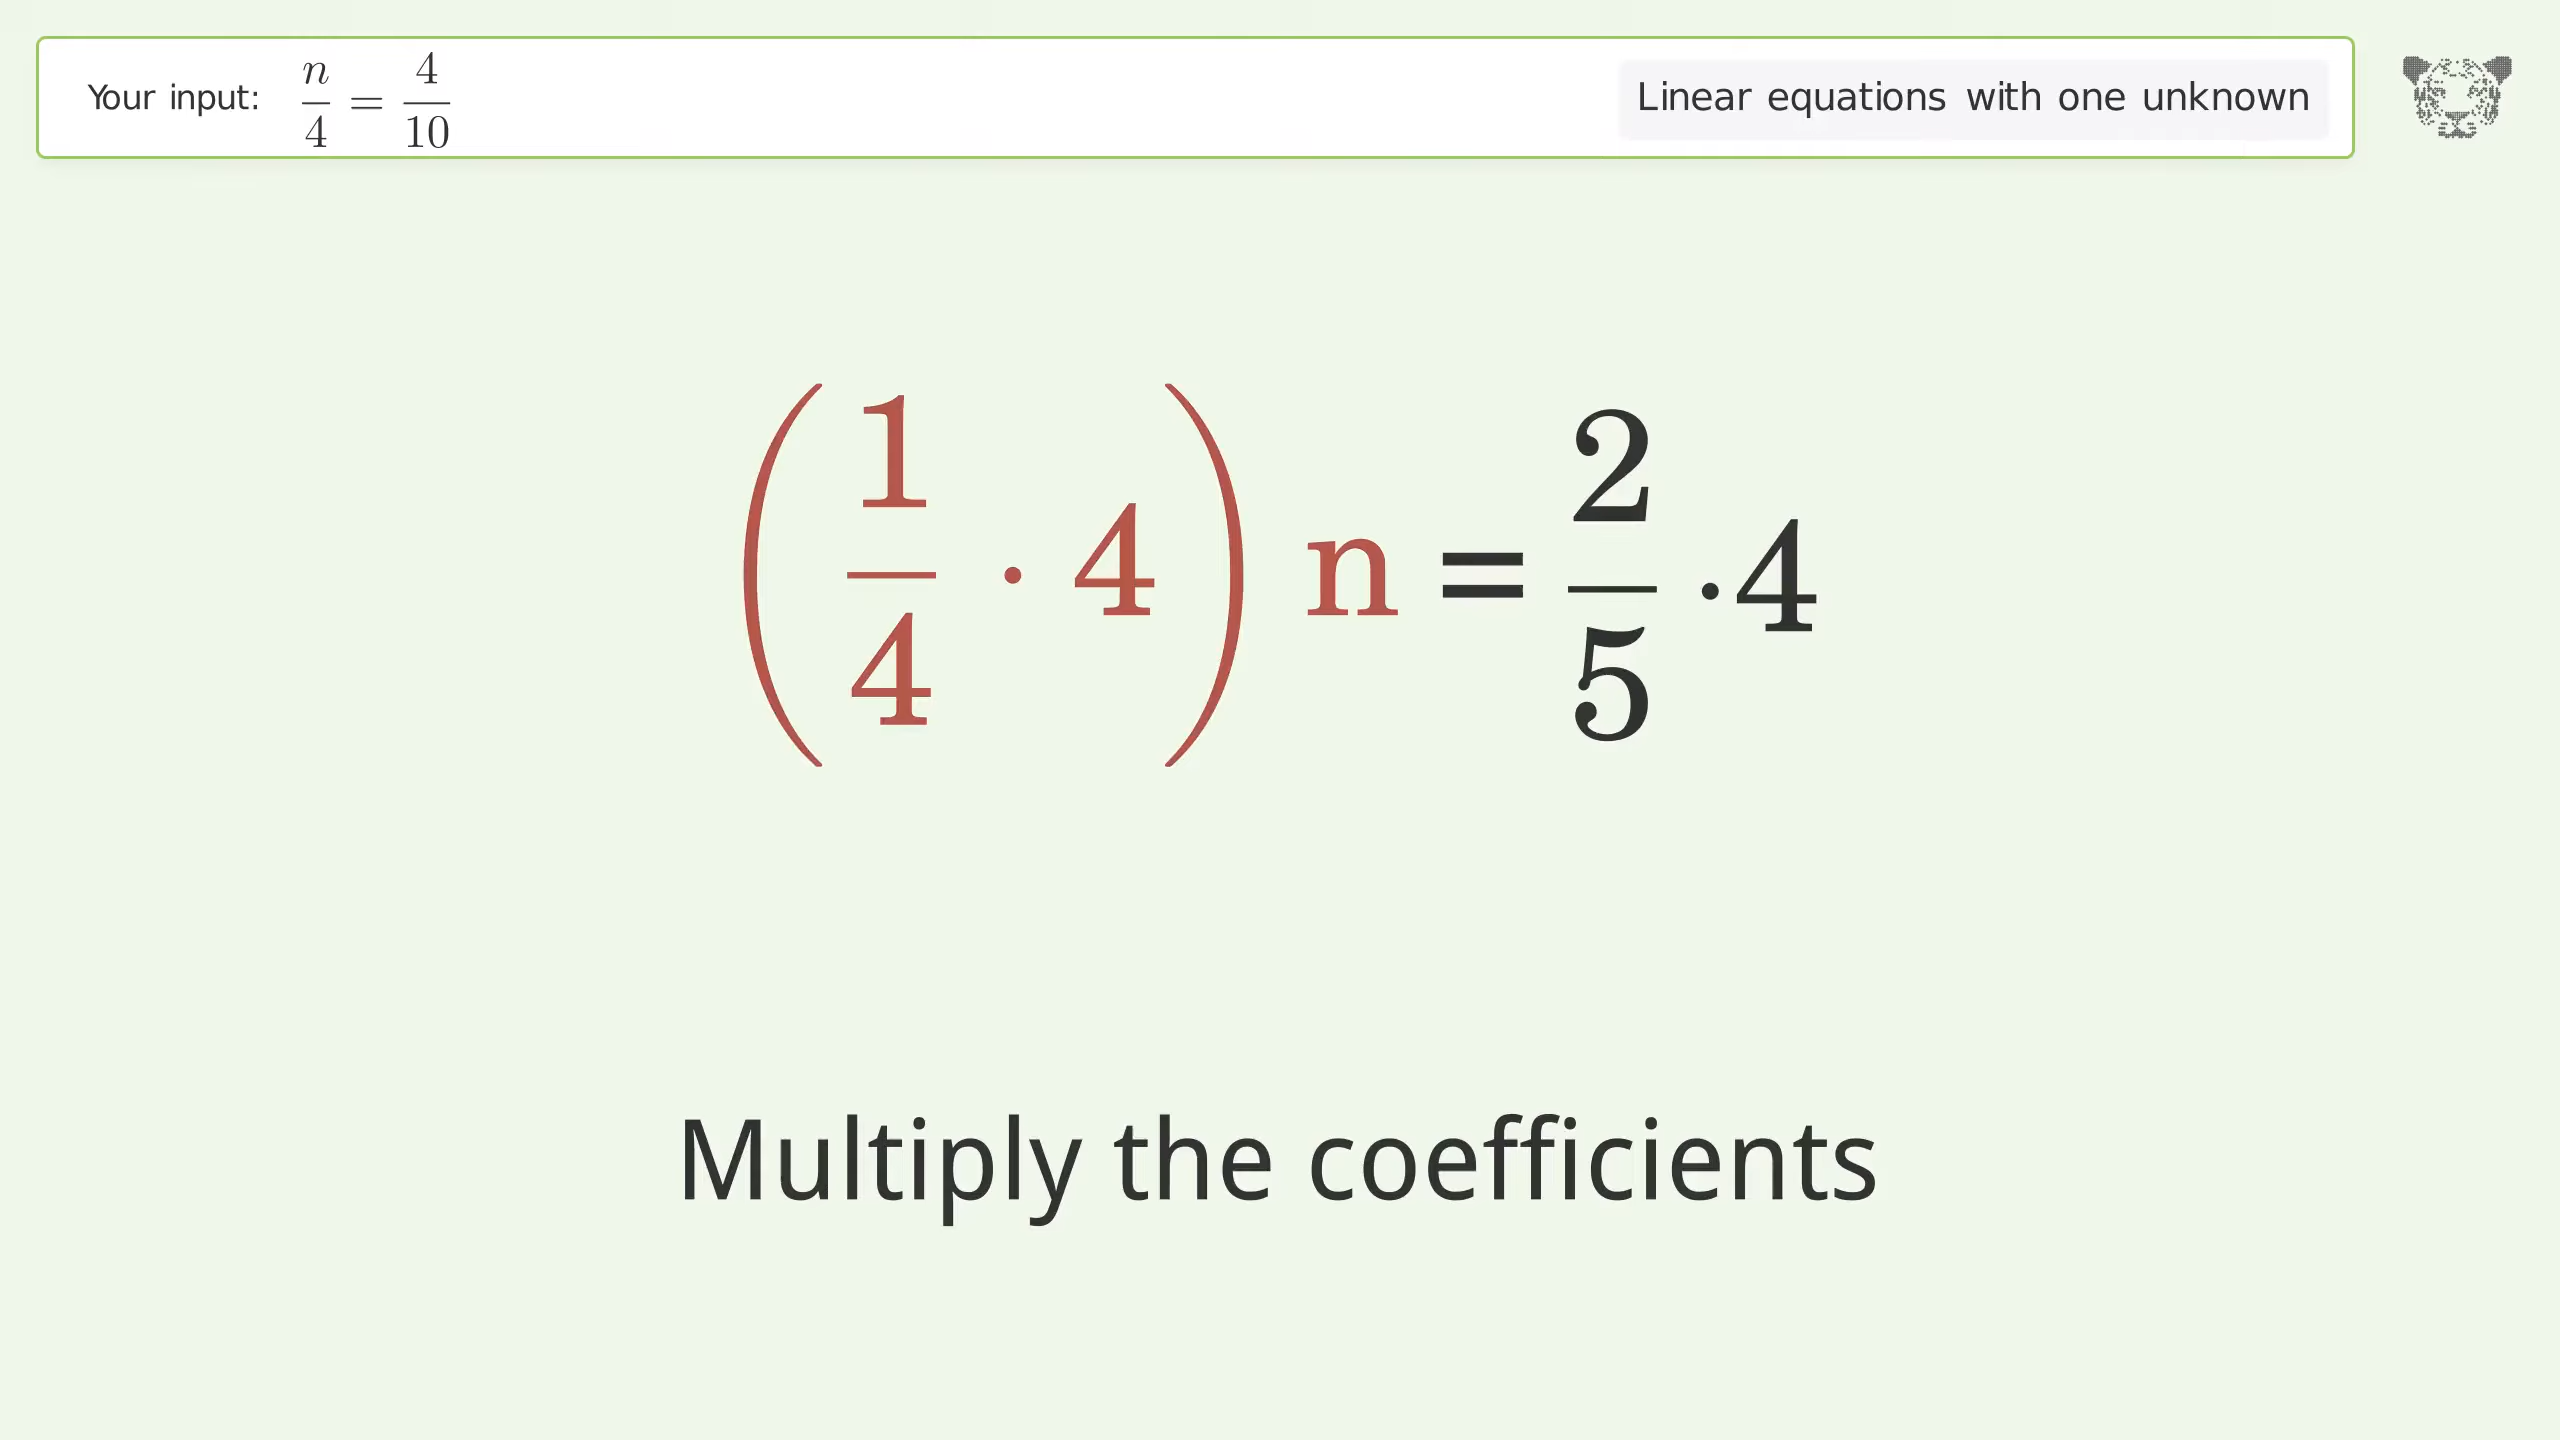 Your input: n/4 = 4/10
Linear equations with one unknown
(1/4 · 4) n = 2/5 · 4
Multiply the coefficients